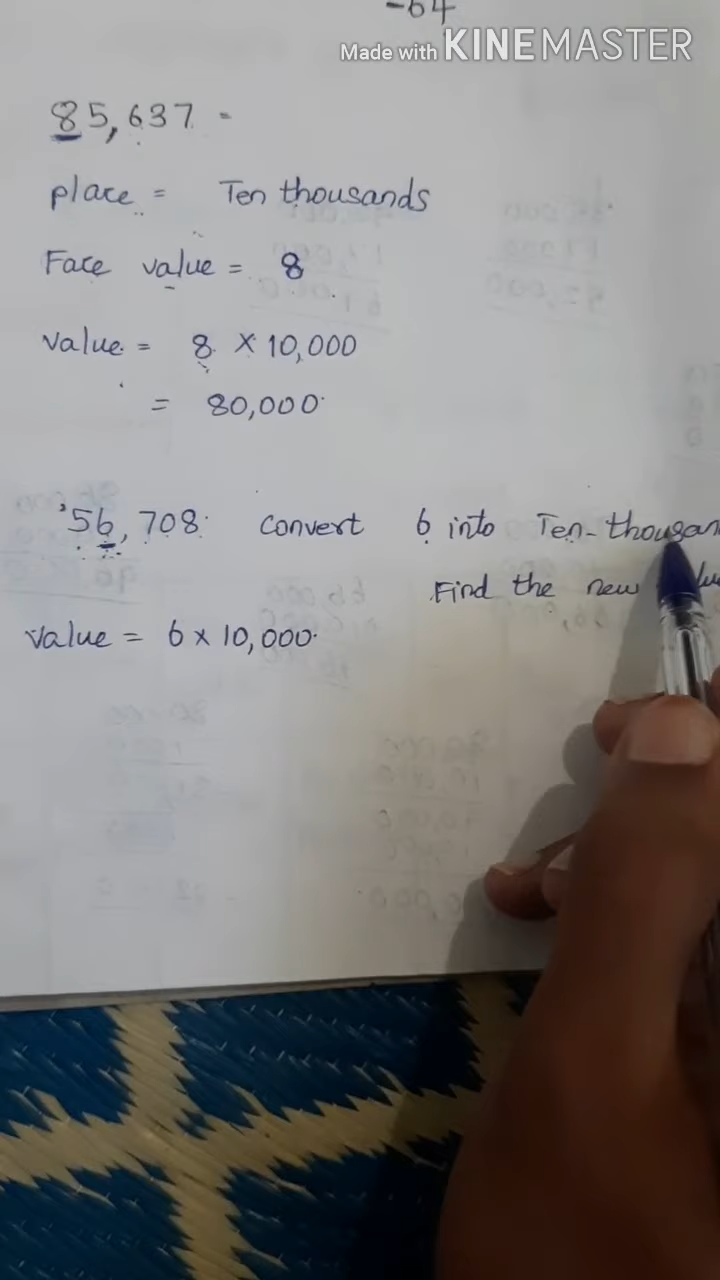 -64
Made with KINEMASTER
85,637 -
place = Ten thousands
Face value = 8
value = 8 × 10,000
= 80,000
56,708 convert 6 into Ten-thousan
Find the new
value = 6 × 10,000